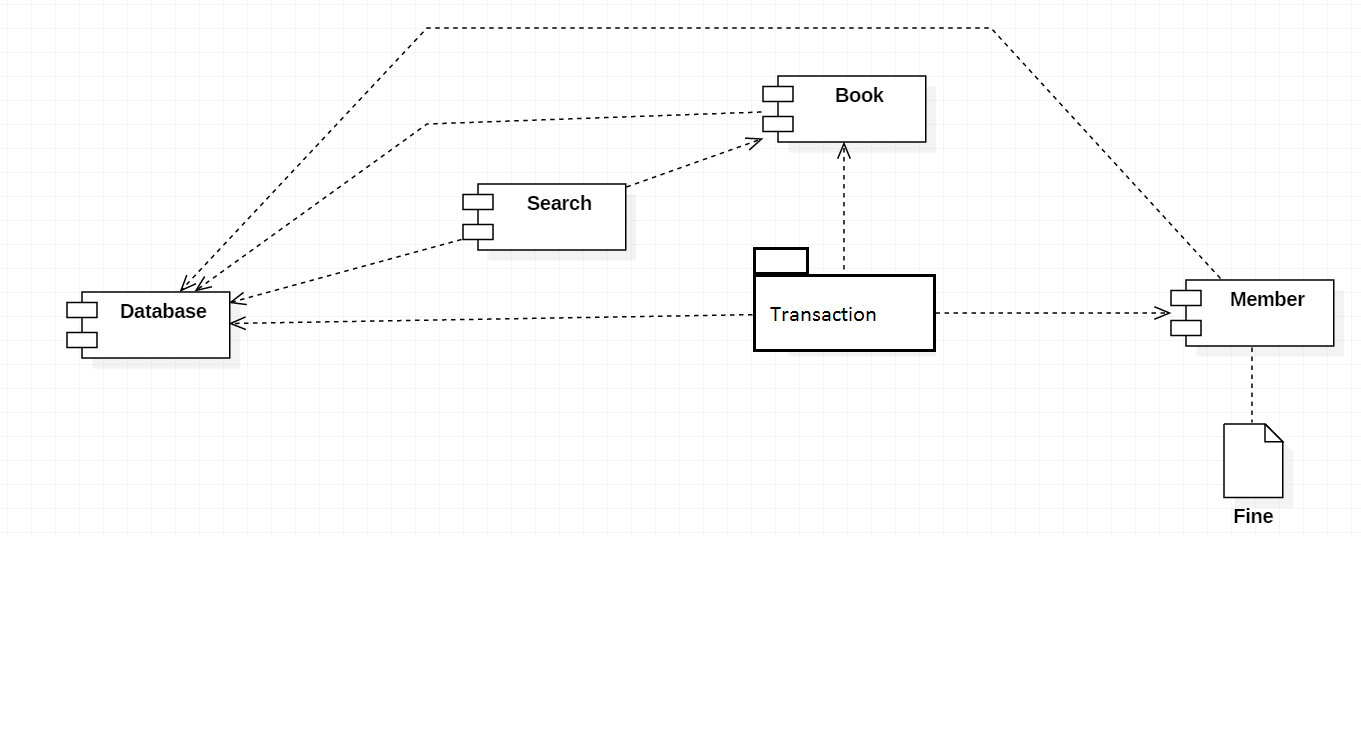 Book
Search
Database
Transaction
Member
Fine